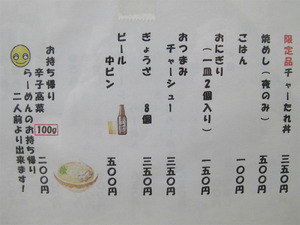 限定品 チャーたれ丼 三五〇円
焼めし(夜のみ) 五〇〇円
ごはん 一〇〇円
おにぎり(一皿2個入り) 一五〇円
おつまみチャーシュー 三五〇円
ぎょうざ 8個 三五〇円
ビール 中ビン 五〇〇円
お持ち帰り
辛子高菜 100g 二〇〇円
らーめんのお持ち帰り
二人前より出来ます!